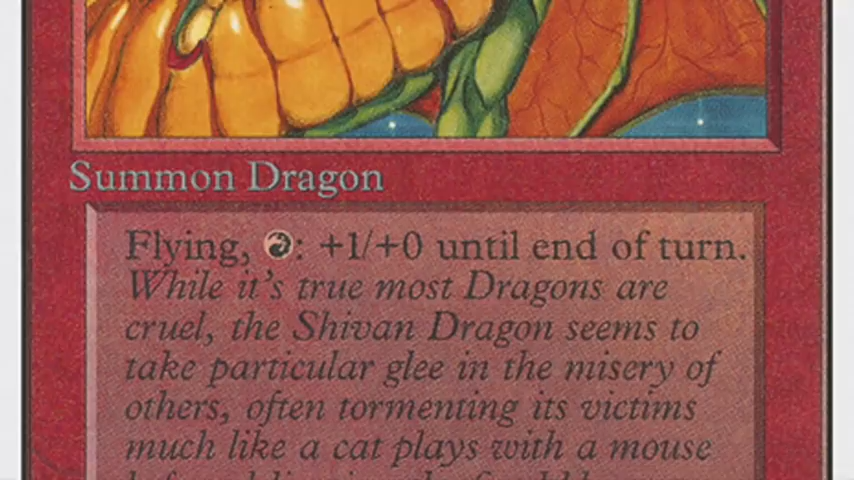 Summon Dragon
Flying, : +1/+0 until end of turn.
While it's true most Dragons are
cruel, the Shivan Dragon seems to
take particular glee in the misery of
others, often tormenting its victims
much like a cat plays with a mouse